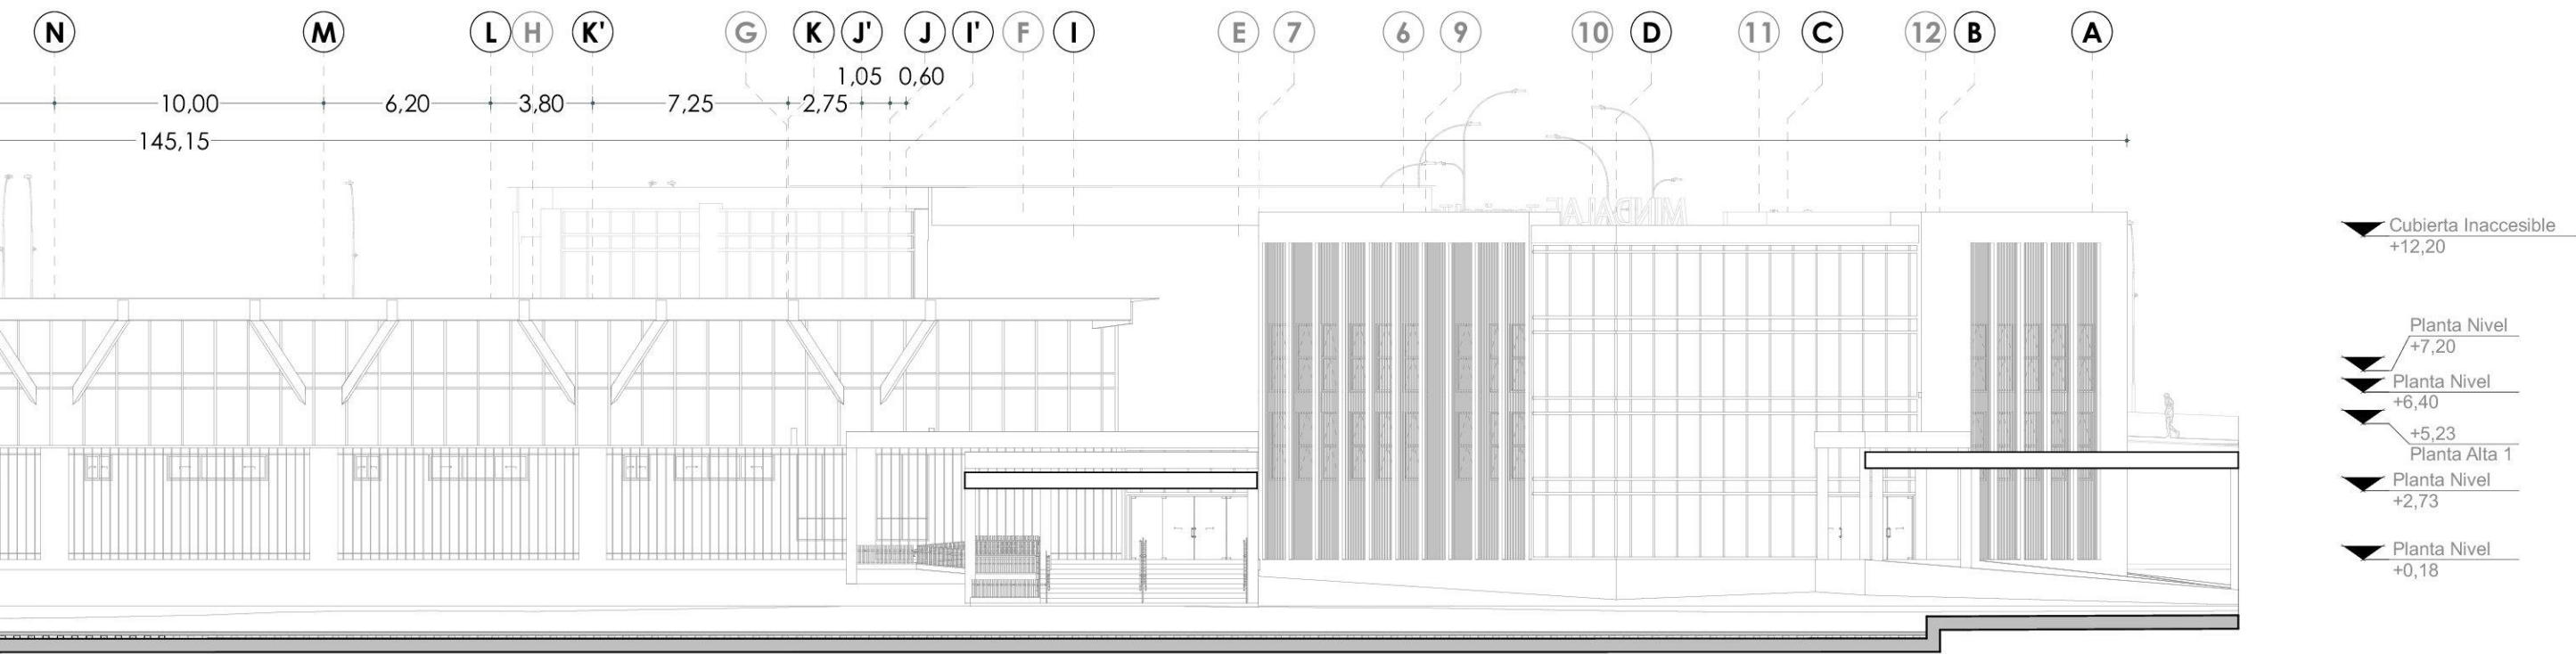 N M L H K' G K J' J I' F I E 7 6 9 10 D 11 C 12 B A
1,05 0,60
10,00 6,20 3,80 7,25 2,75
145,15
MINDALAE
Cubierta Inaccesible
+12,20
Planta Nivel
+7,20
Planta Nivel
+6,40
+5,23
Planta Alta 1
Planta Nivel
+2,73
Planta Nivel
+0,18